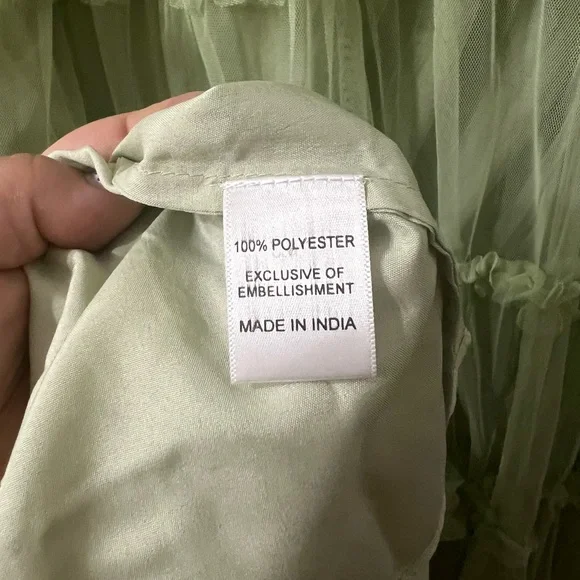 100% POLYESTER
EXCLUSIVE OF
EMBELLISHMENT
MADE IN INDIA